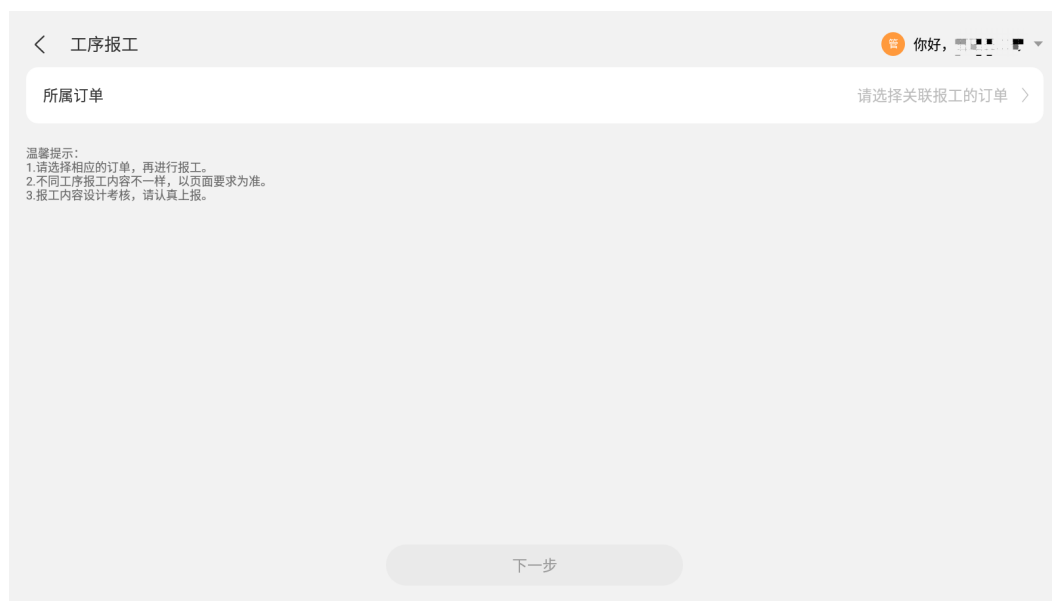 工序报工
管 你好，
所属订单 请选择关联报工的订单
温馨提示：
1.请选择相应的订单，再进行报工。
2.不同工序报工内容不一样，以页面要求为准。
3.报工内容设计考核，请认真上报。
下一步